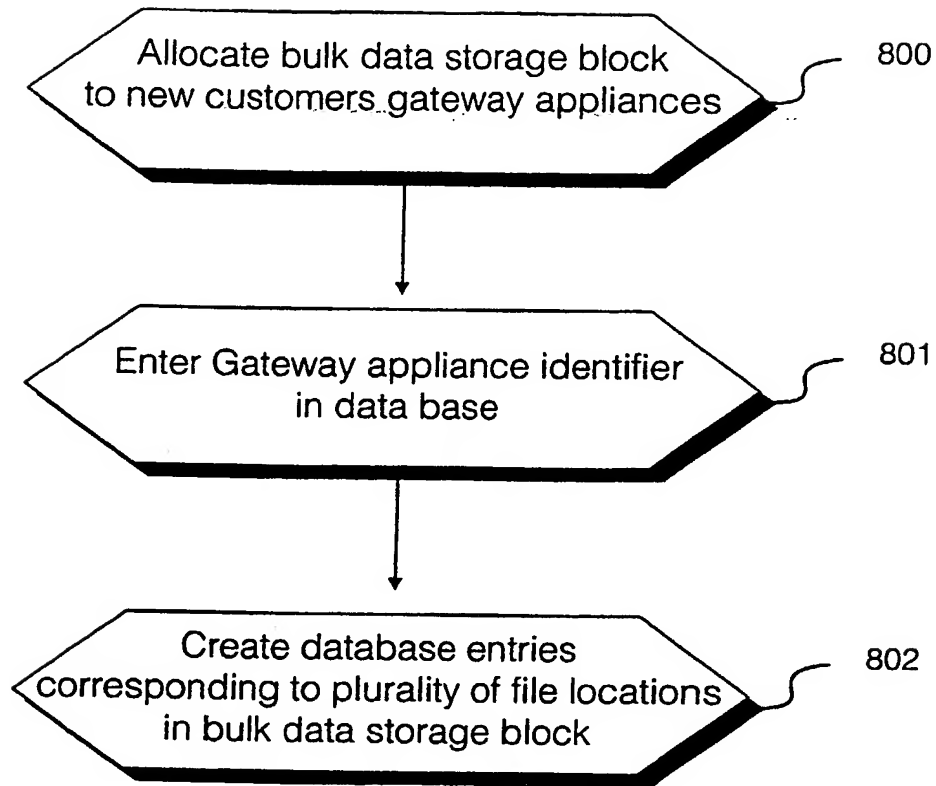 Allocate bulk data storage block
to new customers gateway appliances
800
Enter Gateway appliance identifier
in data base
801
Create database entries
corresponding to plurality of file locations
in bulk data storage block
802